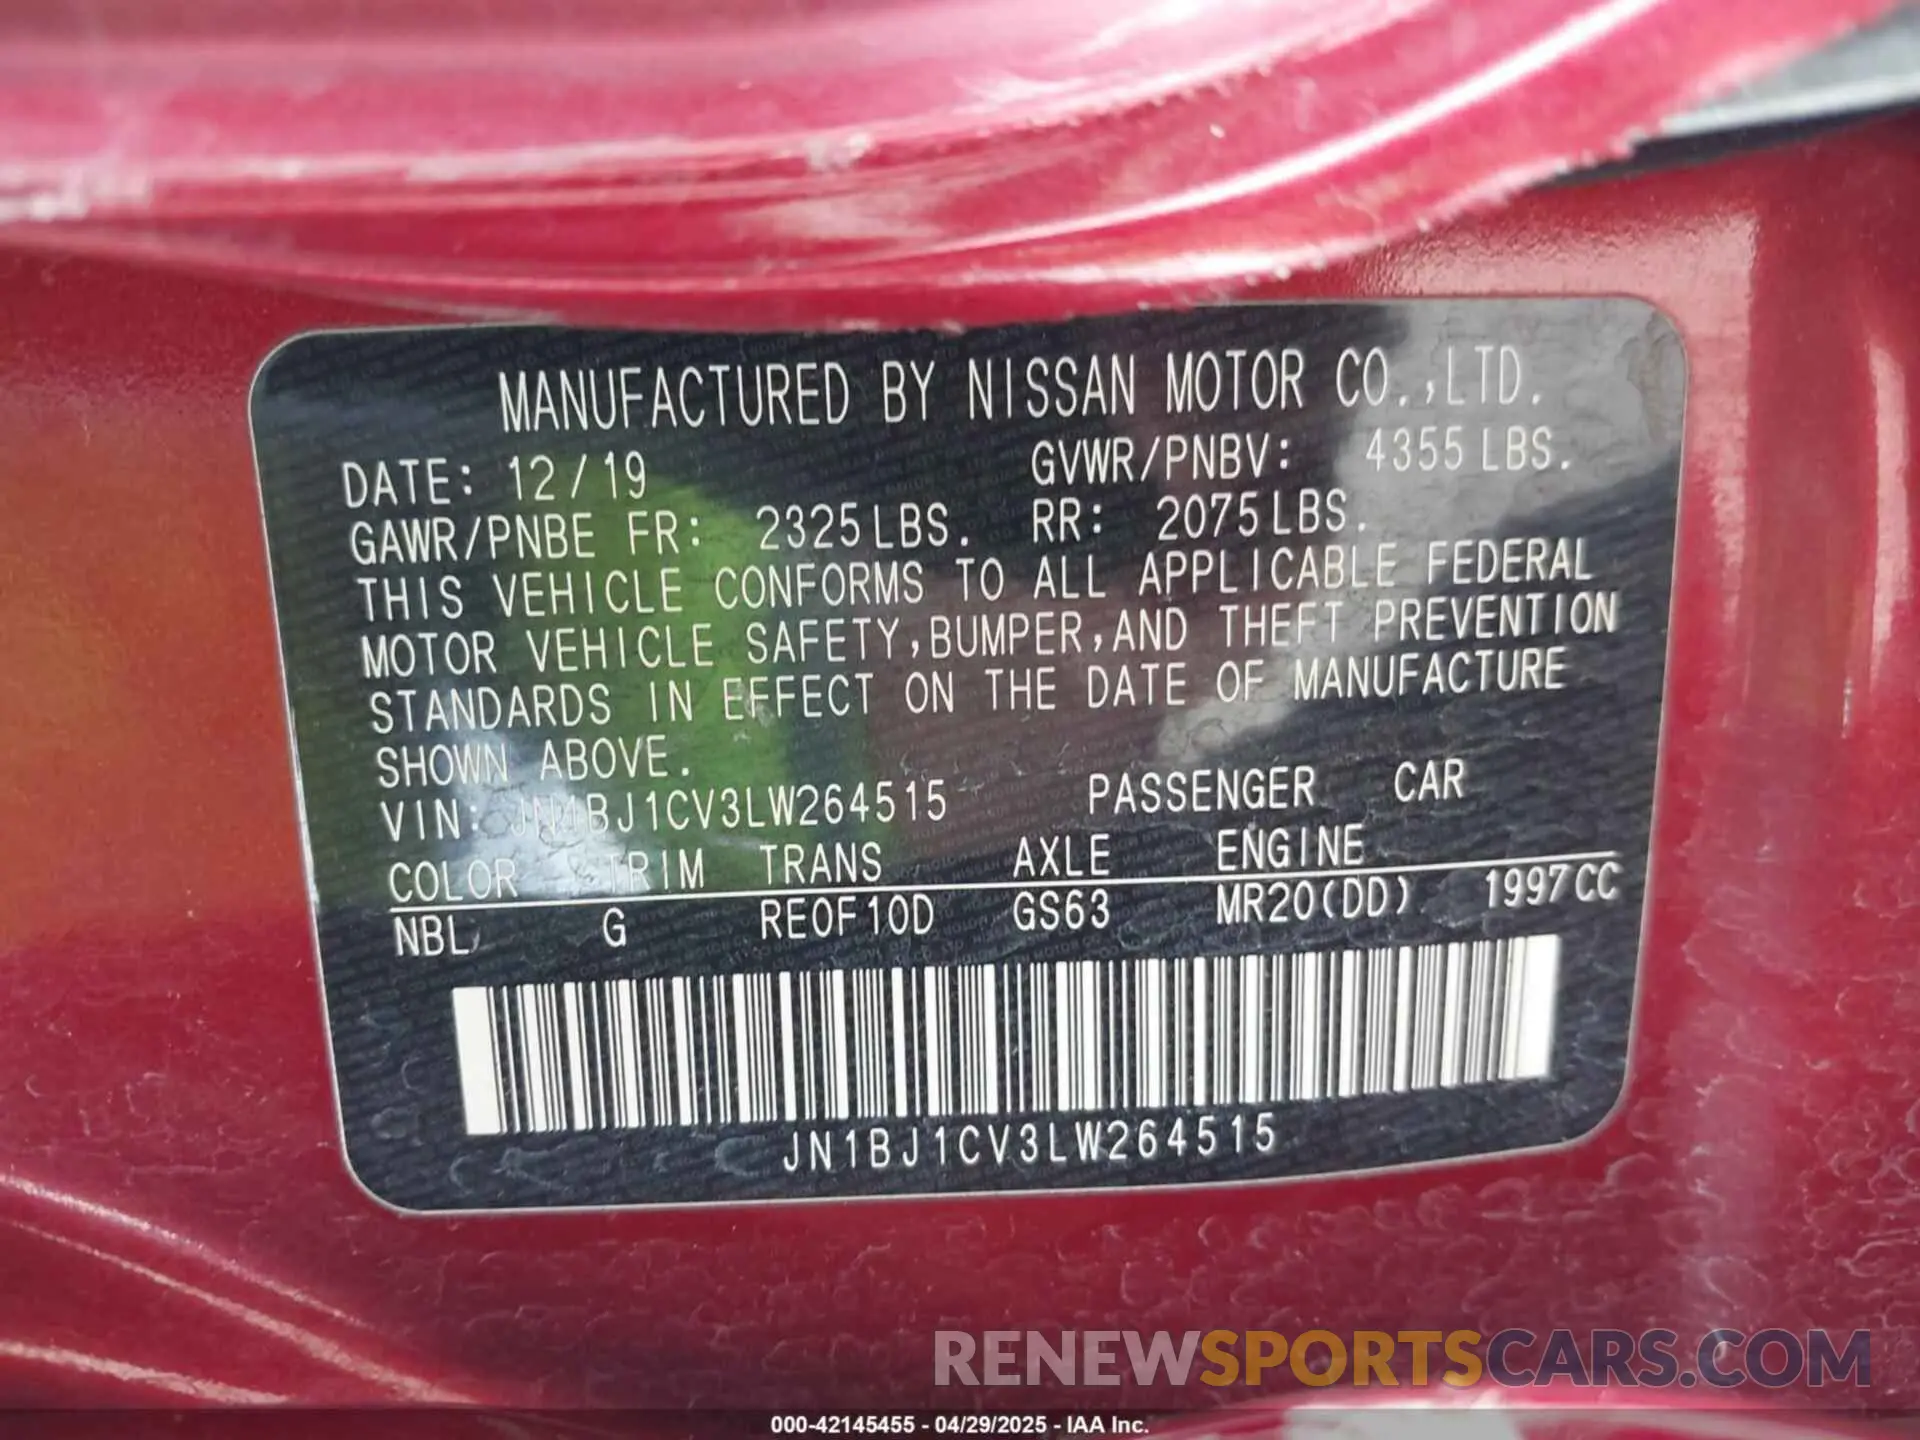 MANUFACTURED BY NISSAN MOTOR CO.,LTD.
DATE: 12/19 GVWR/PNBV: 4355 LBS.
GAWR/PNBE FR: 2325 LBS. RR: 2075 LBS.
THIS VEHICLE CONFORMS TO ALL APPLICABLE FEDERAL
MOTOR VEHICLE SAFETY, BUMPER, AND THEFT PREVENTION
STANDARDS IN EFFECT ON THE DATE OF MANUFACTURE
SHOWN ABOVE.
VIN: JN1BJ1CV3LW264515 PASSENGER CAR
COLOR TRIM TRANS AXLE ENGINE
NBL G RE0F10D GS63 MR20(DD) 1997CC
JN1BJ1CV3LW264515
RENEWSPORTSCARS.COM
000-42145455 - 04/29/2025 - IAA Inc.